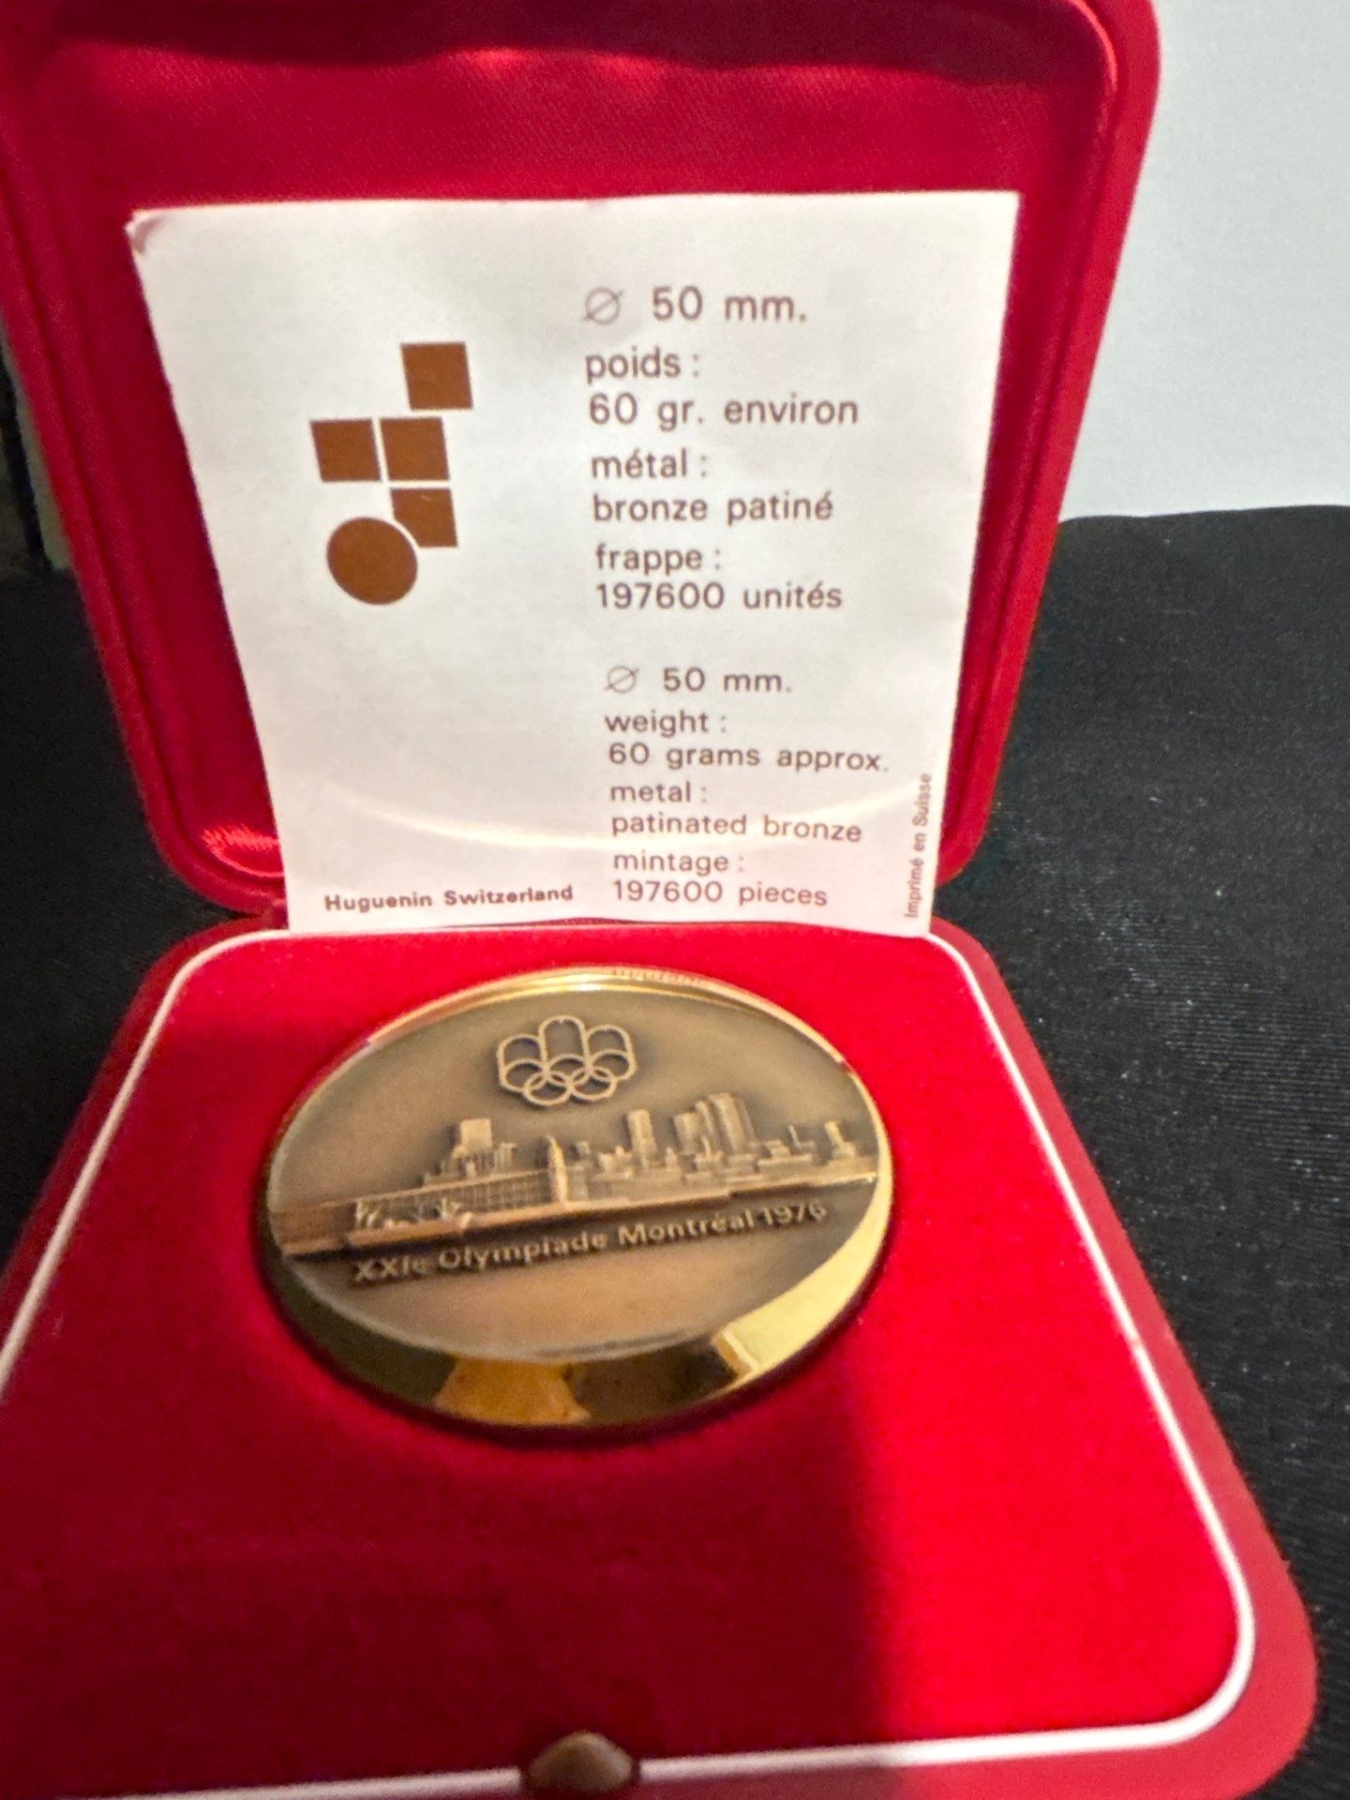 Ø 50 mm.
poids :
60 gr. environ
métal :
bronze patiné
frappe :
197600 unités
Ø 50 mm.
weight :
60 grams approx.
metal :
patinated bronze
mintage :
197600 pieces
Huguenin Switzerland
Imprimé en Suisse
XXIe Olympiade Montréal 1976